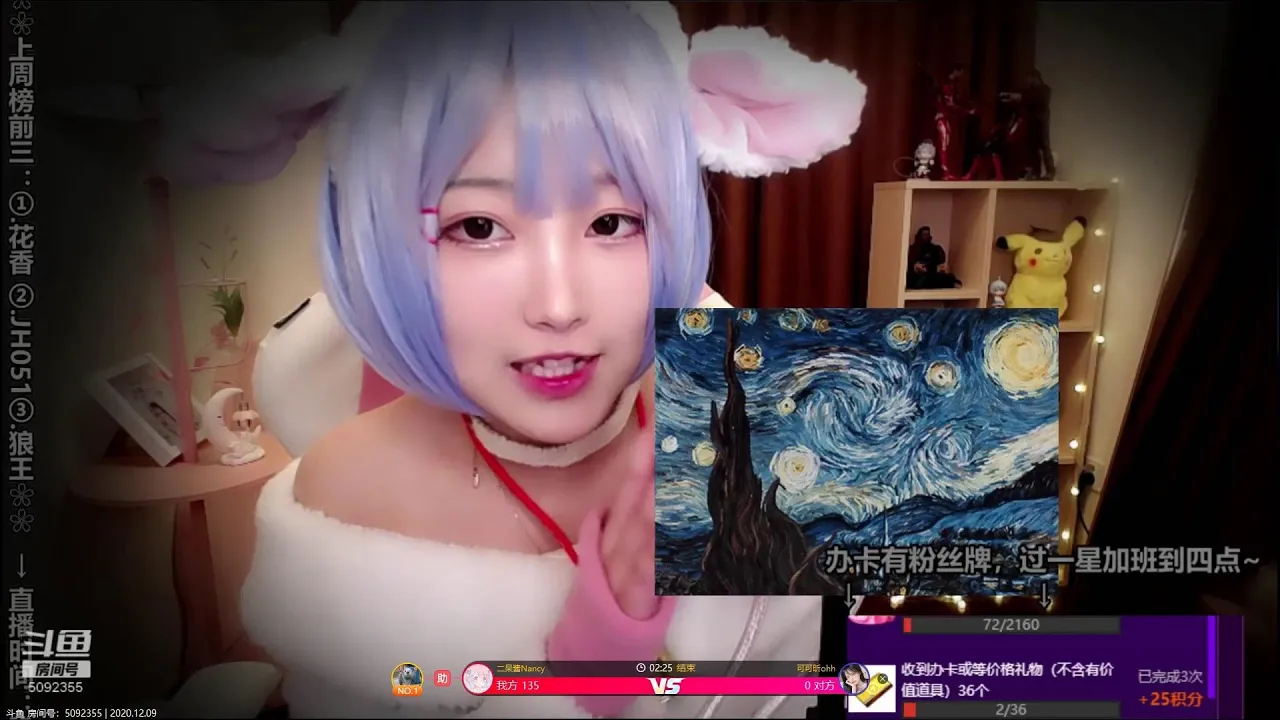 上周榜前三：①.花香 ②.JH051③.狼王
↓ 直播时间：
斗鱼
房间号
5092355
斗鱼 房间号：5092355 | 2020.12.09
NO.1
助
二呆酱Nancy
我方 135
02:25 结束
VS
可可昕ohh
0 对方
办卡有粉丝牌，过一星加班到四点~
↓ ↓
72/2160
收到办卡或等价格礼物（不含有价
值道具）36个
2/36
已完成3次
+25积分